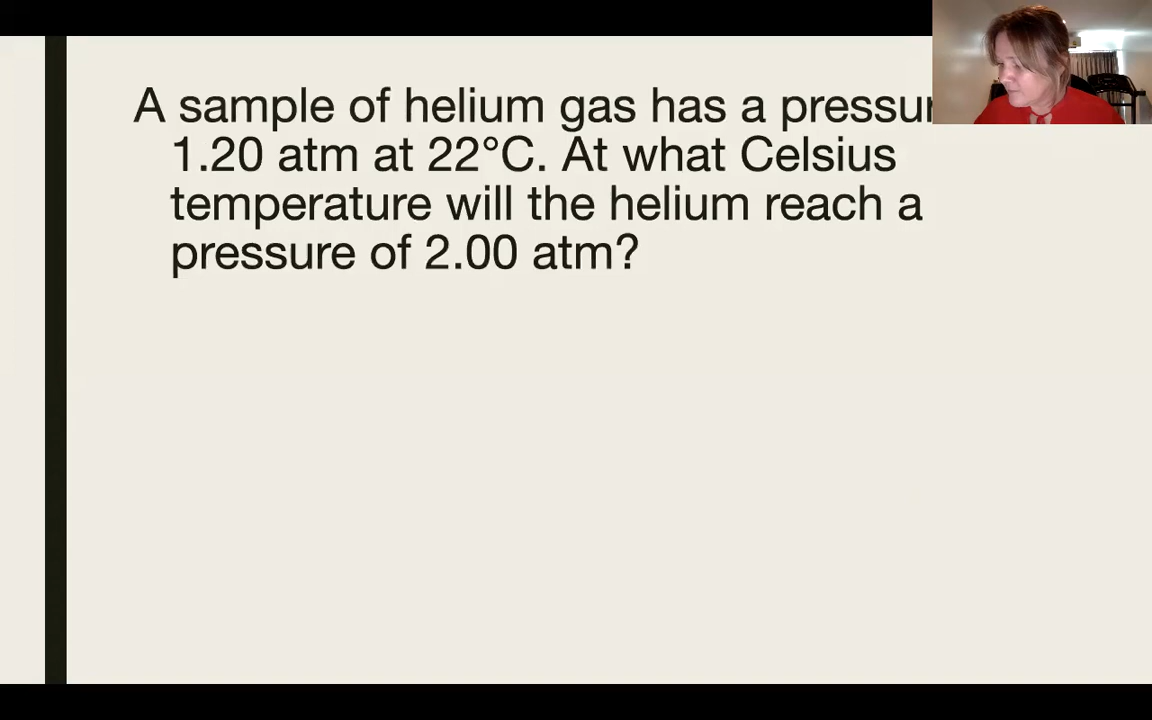 A sample of helium gas has a
1.20 atm at 22°C. At what Celsius
temperature will the helium reach a
pressure of 2.00 atm?